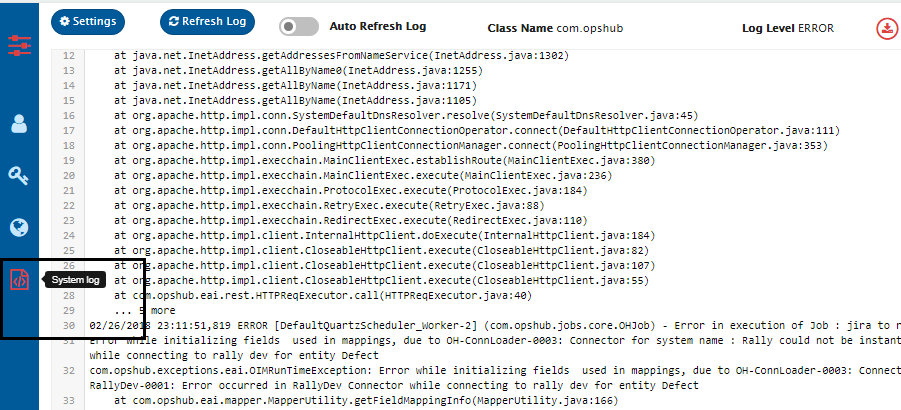 Settings Refresh Log Auto Refresh Log Class Name com.opshub Log Level ERROR
12 at java.net.InetAddress.getAddressesFromNameService(InetAddress.java:1302)
13 at java.net.InetAddress.getAllByName0(InetAddress.java:1255)
14 at java.net.InetAddress.getAllByName(InetAddress.java:1171)
15 at java.net.InetAddress.getAllByName(InetAddress.java:1105)
16 at org.apache.http.impl.conn.SystemDefaultDnsResolver.resolve(SystemDefaultDnsResolver.java:45)
17 at org.apache.http.impl.conn.DefaultHttpClientConnectionOperator.connect(DefaultHttpClientConnectionOperator.java:111)
18 at org.apache.http.impl.conn.PoolingHttpClientConnectionManager.connect(PoolingHttpClientConnectionManager.java:353)
19 at org.apache.http.impl.execchain.MainClientExec.establishRoute(MainClientExec.java:380)
20 at org.apache.http.impl.execchain.MainClientExec.execute(MainClientExec.java:236)
21 at org.apache.http.impl.execchain.ProtocolExec.execute(ProtocolExec.java:184)
22 at org.apache.http.impl.execchain.RetryExec.execute(RetryExec.java:88)
23 at org.apache.http.impl.execchain.RedirectExec.execute(RedirectExec.java:110)
24 at org.apache.http.impl.client.InternalHttpClient.doExecute(InternalHttpClient.java:184)
25 at org.apache.http.impl.client.CloseableHttpClient.execute(CloseableHttpClient.java:82)
26 at org.apache.http.impl.client.CloseableHttpClient.execute(CloseableHttpClient.java:107)
System log at org.apache.http.impl.client.CloseableHttpClient.execute(CloseableHttpClient.java:55)
28 at com.opshub.eai.rest.HTTPReqExecutor.call(HTTPReqExecutor.java:40)
29 ... 5 more
30 02/26/2018 23:11:51,819 ERROR [DefaultQuartzScheduler_Worker-2] (com.opshub.jobs.core.OHJob) - Error in execution of Job : jira to r
31 Error while initializing fields used in mappings, due to OH-ConnLoader-0003: Connector for system name : Rally could not be instant
while connecting to rally dev for entity Defect
32 com.opshub.exceptions.eai.OIMRunTimeException: Error while initializing fields used in mappings, due to OH-ConnLoader-0003: Connect
RallyDev-0001: Error occurred in RallyDev Connector while connecting to rally dev for entity Defect
33 at com.opshub.eai.mapper.MapperUtility.getFieldMappingInfo(MapperUtility.java:166)